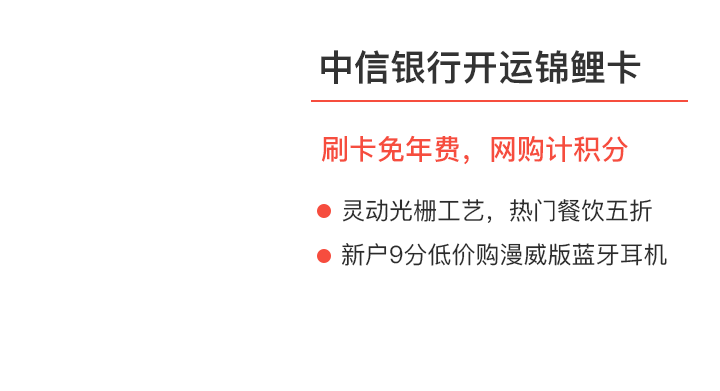 中信银行开运锦鲤卡
刷卡免年费，网购计积分
灵动光栅工艺，热门餐饮五折
新户9分低价购漫威版蓝牙耳机